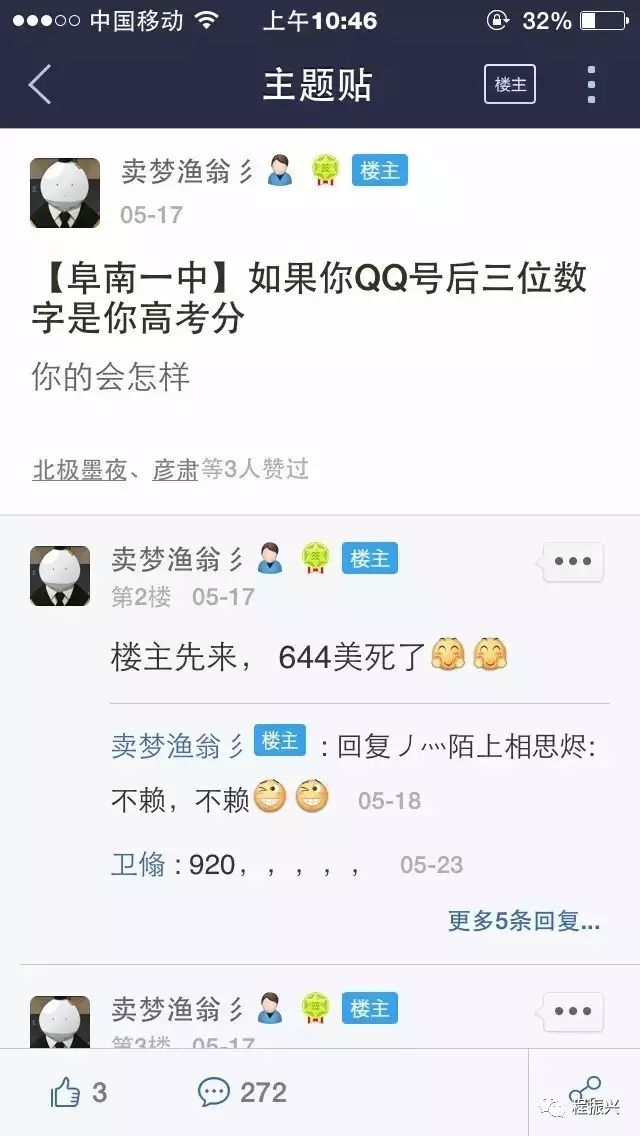 中国移动 上午10:46 32%
主题贴 楼主
卖梦渔翁彡 签 楼主
05-17
【阜南一中】如果你QQ号后三位数
字是你高考分
你的会怎样
北极墨夜、彦肃等3人赞过
卖梦渔翁彡 签 楼主
第2楼 05-17
楼主先来， 644美死了
卖梦渔翁彡 楼主 : 回复丿灬陌上相思烬:
不赖，不赖 05-18
卫翛 : 920，，，，， 05-23
更多5条回复...
卖梦渔翁彡 签 楼主
第3楼 05-17
3 272
程振兴